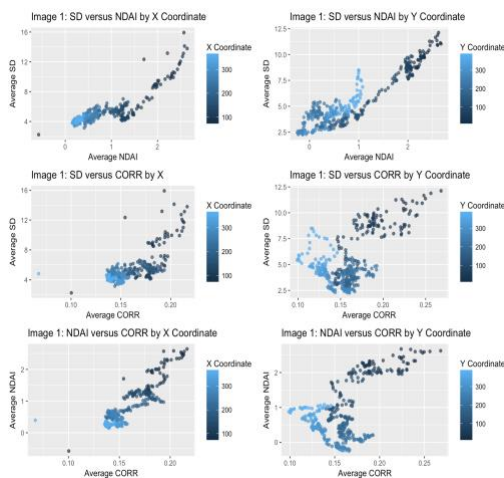 Image 1: SD versus NDAI by X Coordinate
Average SD
16
12
8
4
0
1
2
Average NDAI
X Coordinate
300
200
100
Image 1: SD versus NDAI by Y Coordinate
Average SD
12.5
10.0
7.5
5.0
2.5
0
1
2
Average NDAI
Y Coordinate
300
200
100
Image 1: SD versus CORR by X
Average SD
16
12
8
4
0.10
0.15
0.20
Average CORR
X Coordinate
300
200
100
Image 1: SD versus CORR by Y Coordinate
Average SD
12.5
10.0
7.5
5.0
2.5
0.10
0.15
0.20
0.25
Average CORR
Y Coordinate
300
200
100
Image 1: NDAI versus CORR by X Coordinate
Average NDAI
2
1
0
0.10
0.15
0.20
Average CORR
X Coordinate
300
200
100
Image 1: NDAI versus CORR by Y Coordinate
Average NDAI
2
1
0
0.10
0.15
0.20
0.25
Average CORR
Y Coordinate
300
200
100